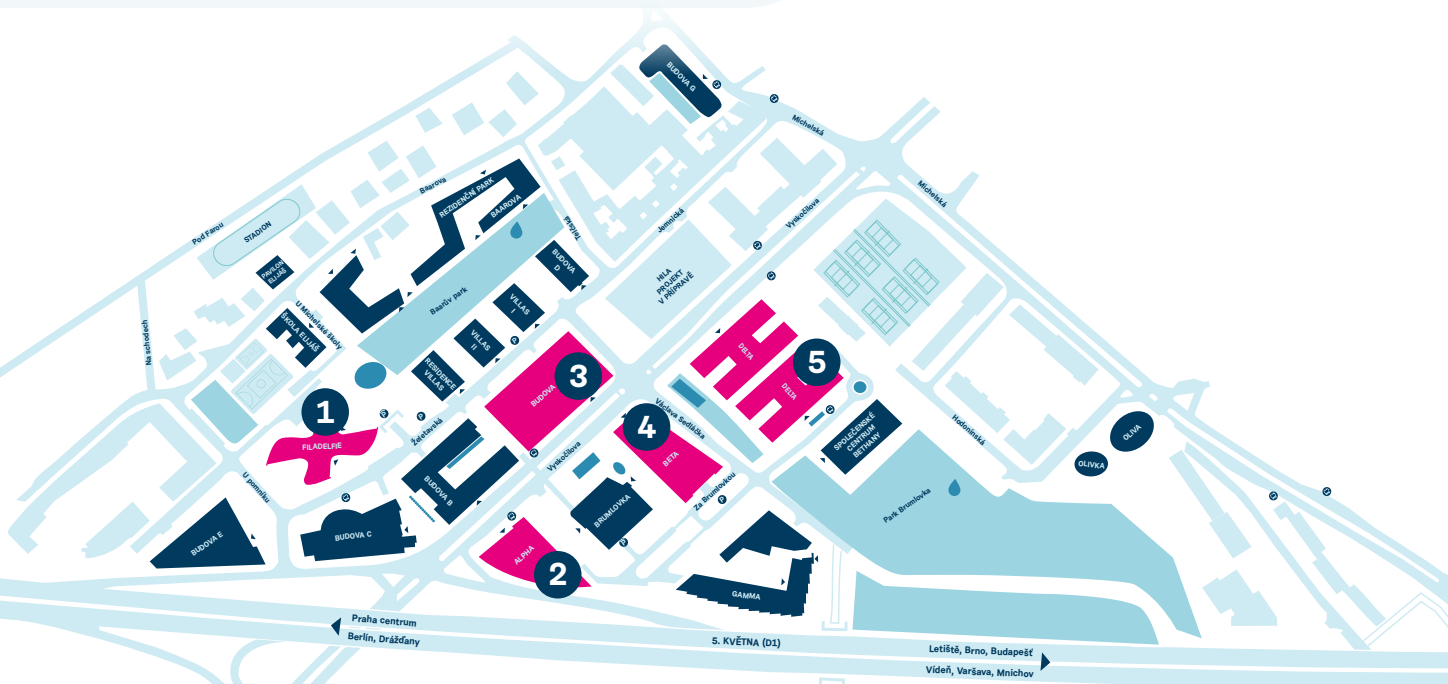 BUDOVA G
Michelská
Michelská
Baarova
REZIDENČNÍ PARK
BAAROVA
Telčská
Jemnická
Vyskočilova
Pod Farou
STADION
PAVILON
ELIJÁŠ
U Michelské školy
ŠKOLA ELIJÁŠ
Na schodech
Baarův park
BUDOVA
D
VILLAS
I
VILLAS
II
RESIDENCE
VILLAS
HILA
PROJEKT
V PŘÍPRAVĚ
DELTA
DELTA
5
BUDOVA
3
1
FILADELFIE
Želetavská
Václava Sedláčka
4
BETA
Vyskočilova
SPOLEČENSKÉ
CENTRUM
BETHANY
Hodonínská
OLIVA
OLIVKA
U pomníku
BUDOVA B
BRUMLOVKA
Za Brumlovkou
Park Brumlovka
BUDOVA E
BUDOVA C
ALPHA
2
GAMMA
Praha centrum
Berlín, Drážďany
5. KVĚTNA (D1)
Letiště, Brno, Budapešť
Vídeň, Varšava, Mnichov